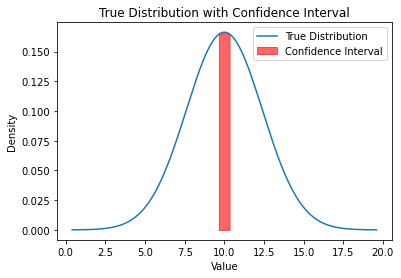 True Distribution with Confidence Interval
True Distribution
Confidence Interval
Density
0.150
0.125
0.100
0.075
0.050
0.025
0.000
0.0 2.5 5.0 7.5 10.0 12.5 15.0 17.5 20.0
Value